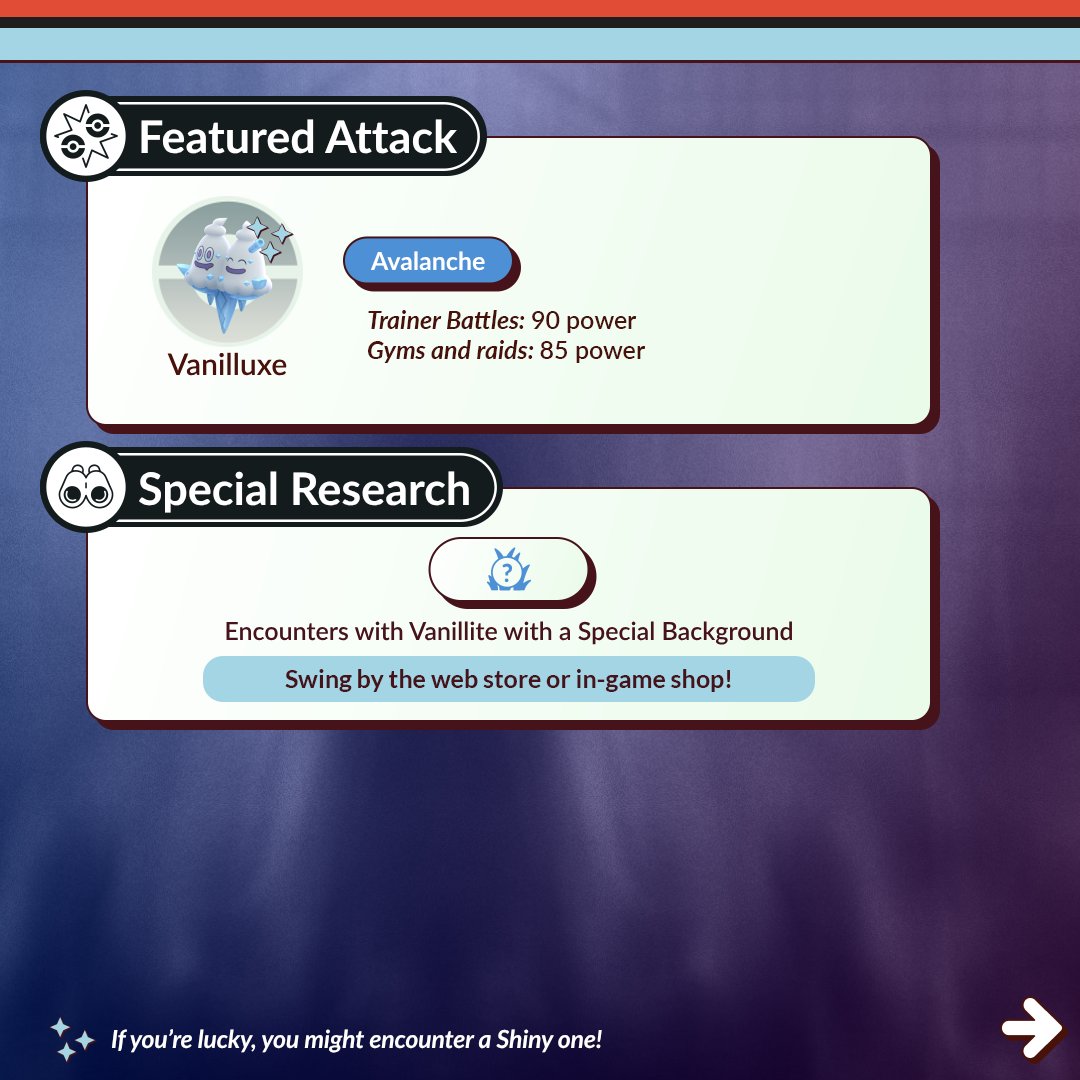 Featured Attack
Avalanche
Trainer Battles: 90 power
Gyms and raids: 85 power
Vanilluxe
Special Research
?
Encounters with Vanillite with a Special Background
Swing by the web store or in-game shop!
If you’re lucky, you might encounter a Shiny one!